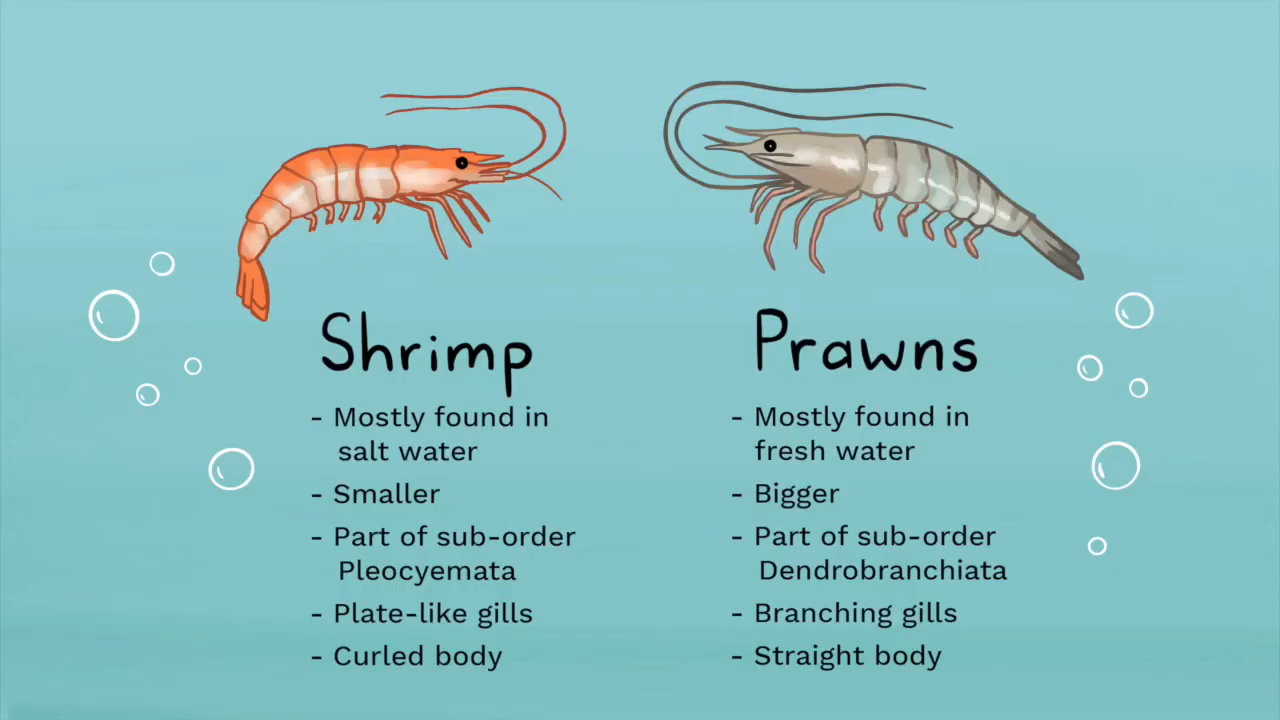 Shrimp
- Mostly found in
salt water
- Smaller
- Part of sub-order
Pleocyemata
- Plate-like gills
- Curled body
Prawns
- Mostly found in
fresh water
- Bigger
- Part of sub-order
Dendrobranchiata
- Branching gills
- Straight body